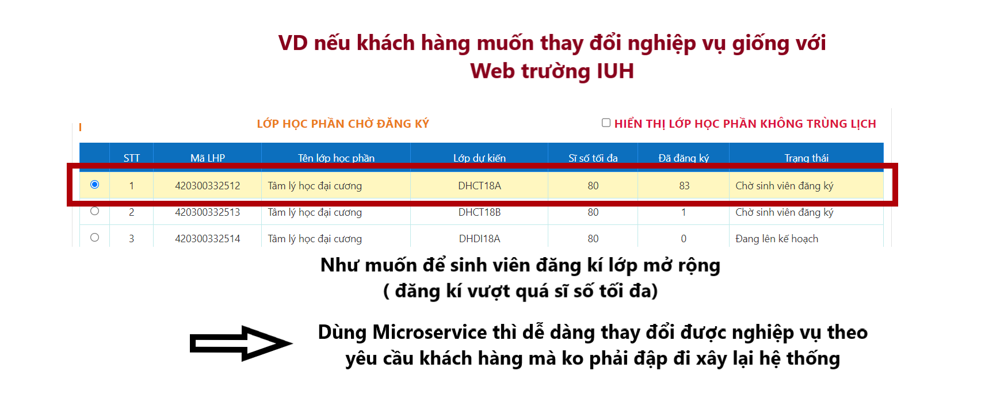 VD nếu khách hàng muốn thay đổi nghiệp vụ giống với
Web trường IUH
LỚP HỌC PHẦN CHỜ ĐĂNG KÝ HIỂN THỊ LỚP HỌC PHẦN KHÔNG TRÙNG LỊCH
STT Mã LHP Tên lớp học phần Lớp dự kiến Sĩ số tối đa Đã đăng ký Trạng thái
1 420300332512 Tâm lý học đại cương DHCT18A 80 83 Chờ sinh viên đăng ký
2 420300332513 Tâm lý học đại cương DHCT18B 80 1 Chờ sinh viên đăng ký
3 420300332514 Tâm lý học đại cương DHDI18A 80 0 Đang lên kế hoạch
Như muốn để sinh viên đăng kí lớp mở rộng
( đăng kí vượt quá sĩ số tối đa)
Dùng Microservice thì dễ dàng thay đổi được nghiệp vụ theo
yêu cầu khách hàng mà ko phải đập đi xây lại hệ thống